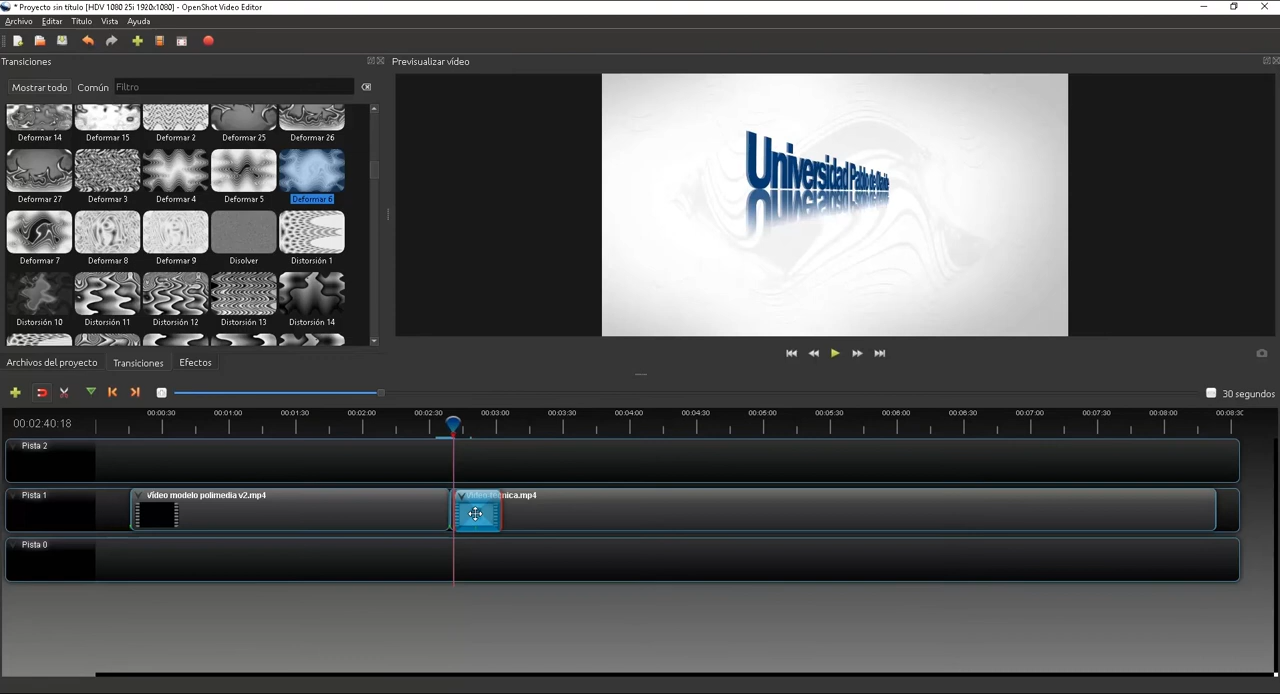 * Proyecto sin título [HDV 1080 25i 1920x1080] - OpenShot Video Editor
Archivo Editar Título Vista Ayuda
Transiciones
Previsualizar vídeo
Mostrar todo Común Filtro
Deformar 14 Deformar 15 Deformar 2 Deformar 25 Deformar 26
Deformar 27 Deformar 3 Deformar 4 Deformar 5 Deformar 6
Deformar 7 Deformar 8 Deformar 9 Disolver Distorsión 1
Distorsión 10 Distorsión 11 Distorsión 12 Distorsión 13 Distorsión 14
Universidad Pablo de Olavide
Archivos del proyecto Transiciones Efectos
30 segundos
00:02:40:18
00:00:30 00:01:00 00:01:30 00:02:00 00:02:30 00:03:00 00:03:30 00:04:00 00:04:30 00:05:00 00:05:30 00:06:00 00:06:30 00:07:00 00:07:30 00:08:00 00:08:30
Pista 2
Pista 1
Vídeo modelo polimedia v2.mp4
Pista 0